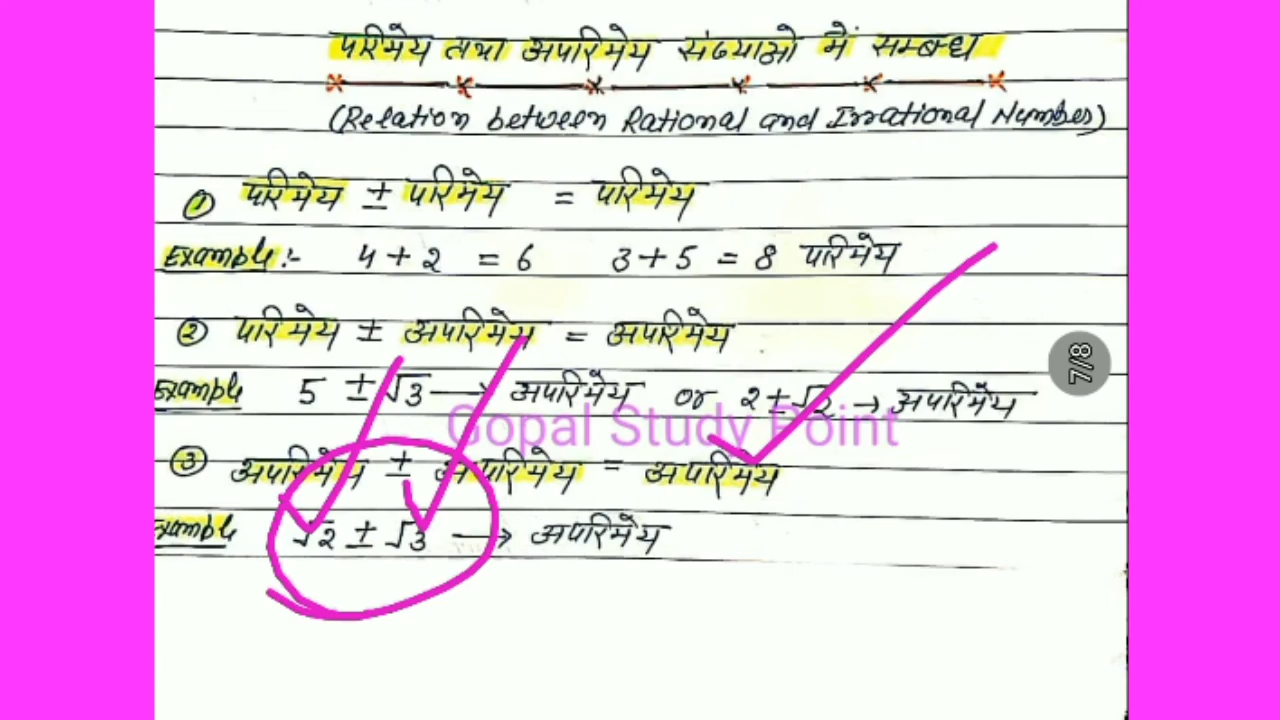 परिमेय तथा अपरिमेय संख्याओ में सम्बन्ध
(Relation between Rational and Irrational Number)
① परिमेय ± परिमेय = परिमेय
Example:- 4 + 2 = 6 3 + 5 = 8 परिमेय
② परिमेय ± अपरिमेय = अपरिमेय
Example 5 ± √3 → अपरिमेय or 2 ± √2 → अपरिमेय
Gopal Study Point
③ अपरिमेय ± अपरिमेय = अपरिमेय
Example √2 ± √3 → अपरिमेय
7/8